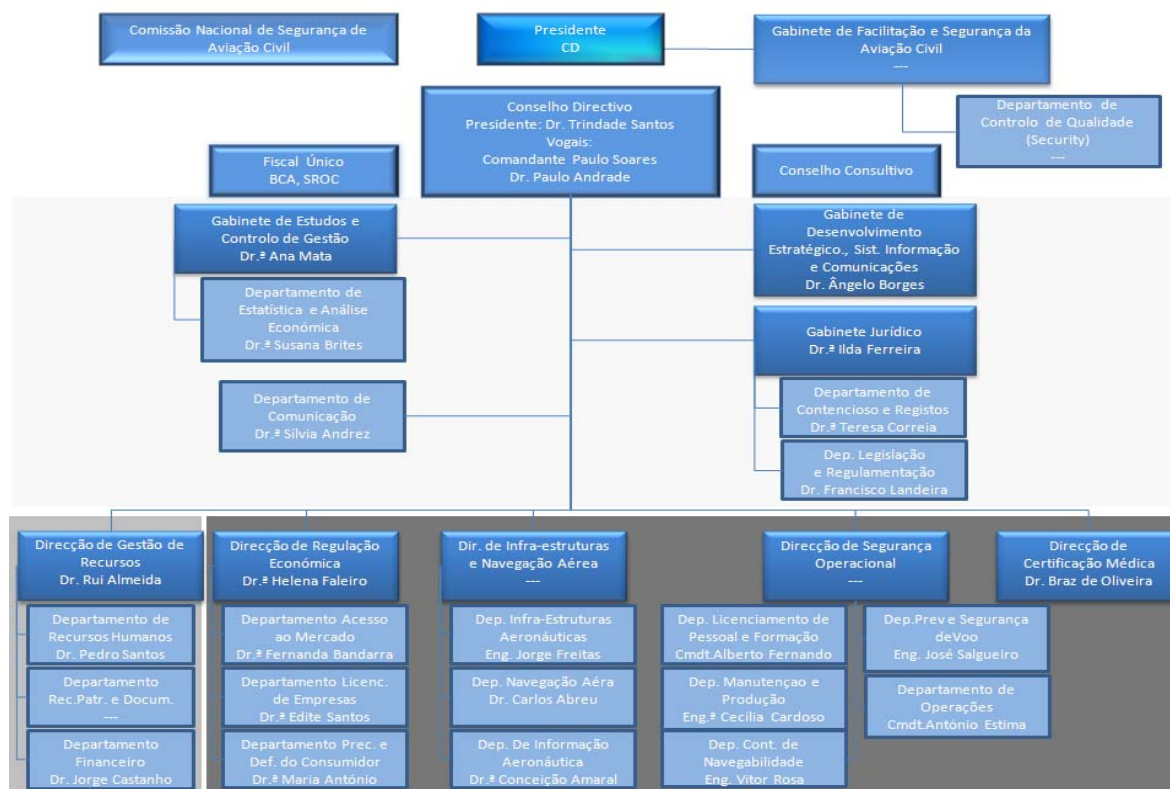 Comissão Nacional de Segurança de
Aviação Civil
Presidente
CD
Gabinete de Facilitação e Segurança da
Aviação Civil
---
Departamento de
Controlo de Qualidade
(Security)
---
Conselho Directivo
Presidente: Dr. Trindade Santos
Vogais:
Comandante Paulo Soares
Dr. Paulo Andrade
Fiscal Único
BCA, SROC
Conselho Consultivo
Gabinete de Estudos e
Controlo de Gestão
Dr.ª Ana Mata
Departamento de
Estatística e Análise
Económica
Dr.ª Susana Brites
Departamento de
Comunicação
Dr.ª Sílvia Andrez
Gabinete de
Desenvolvimento
Estratégico., Sist. Informação
e Comunicações
Dr. Ângelo Borges
Gabinete Jurídico
Dr.ª Ilda Ferreira
Departamento de
Contencioso e Registos
Dr.ª Teresa Correia
Dep. Legislação
e Regulamentação
Dr. Francisco Landeira
Direcção de Gestão de
Recursos
Dr. Rui Almeida
Departamento de
Recursos Humanos
Dr. Pedro Santos
Departamento
Rec.Patr. e Docum.
---
Departamento
Financeiro
Dr. Jorge Castanho
Direcção de Regulação
Económica
Dr.ª Helena Faleiro
Departamento Acesso
ao Mercado
Dr.ª Fernanda Bandarra
Departamento Licenc.
de Empresas
Dr.ª Edite Santos
Departamento Prec. e
Def. do Consumidor
Dr.ª Maria António
Dir. de Infra-estruturas
e Navegação Aérea
---
Dep. Infra-Estruturas
Aeronáuticas
Eng. Jorge Freitas
Dep. Navegação Aéra
Dr. Carlos Abreu
Dep. De Informação
Aeronáutica
Dr.ª Conceição Amaral
Direcção de Segurança
Operacional
---
Dep. Licenciamento de
Pessoal e Formação
Cmdt.Alberto Fernando
Dep. Manutençao e
Produção
Eng.ª Cecília Cardoso
Dep. Cont. de
Navegabilidade
Eng. Vitor Rosa
Dep.Prev e Segurança
deVoo
Eng. José Salgueiro
Departamento de
Operações
Cmdt.António Estima
Direcção de
Certificação Médica
Dr. Braz de Oliveira